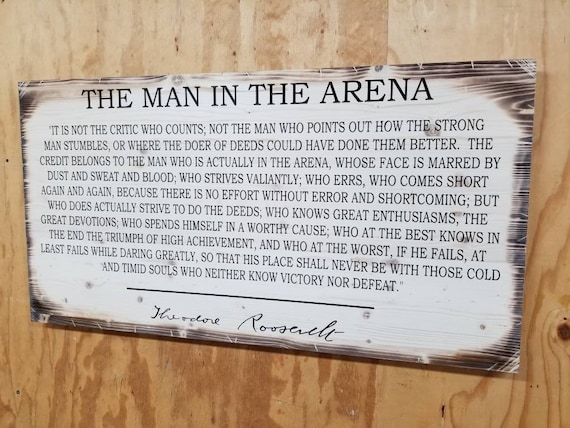 THE MAN IN THE ARENA
"IT IS NOT THE CRITIC WHO COUNTS; NOT THE MAN WHO POINTS OUT HOW THE STRONG
MAN STUMBLES, OR WHERE THE DOER OF DEEDS COULD HAVE DONE THEM BETTER. THE
CREDIT BELONGS TO THE MAN WHO IS ACTUALLY IN THE ARENA, WHOSE FACE IS MARRED BY
DUST AND SWEAT AND BLOOD; WHO STRIVES VALIANTLY; WHO ERRS, WHO COMES SHORT
AGAIN AND AGAIN, BECAUSE THERE IS NO EFFORT WITHOUT ERROR AND SHORTCOMING; BUT
WHO DOES ACTUALLY STRIVE TO DO THE DEEDS; WHO KNOWS GREAT ENTHUSIASMS, THE
GREAT DEVOTIONS; WHO SPENDS HIMSELF IN A WORTHY CAUSE; WHO AT THE BEST KNOWS IN
THE END THE TRIUMPH OF HIGH ACHIEVEMENT, AND WHO AT THE WORST, IF HE FAILS, AT
LEAST FAILS WHILE DARING GREATLY, SO THAT HIS PLACE SHALL NEVER BE WITH THOSE COLD
AND TIMID SOULS WHO NEITHER KNOW VICTORY NOR DEFEAT."
Theodore Roosevelt